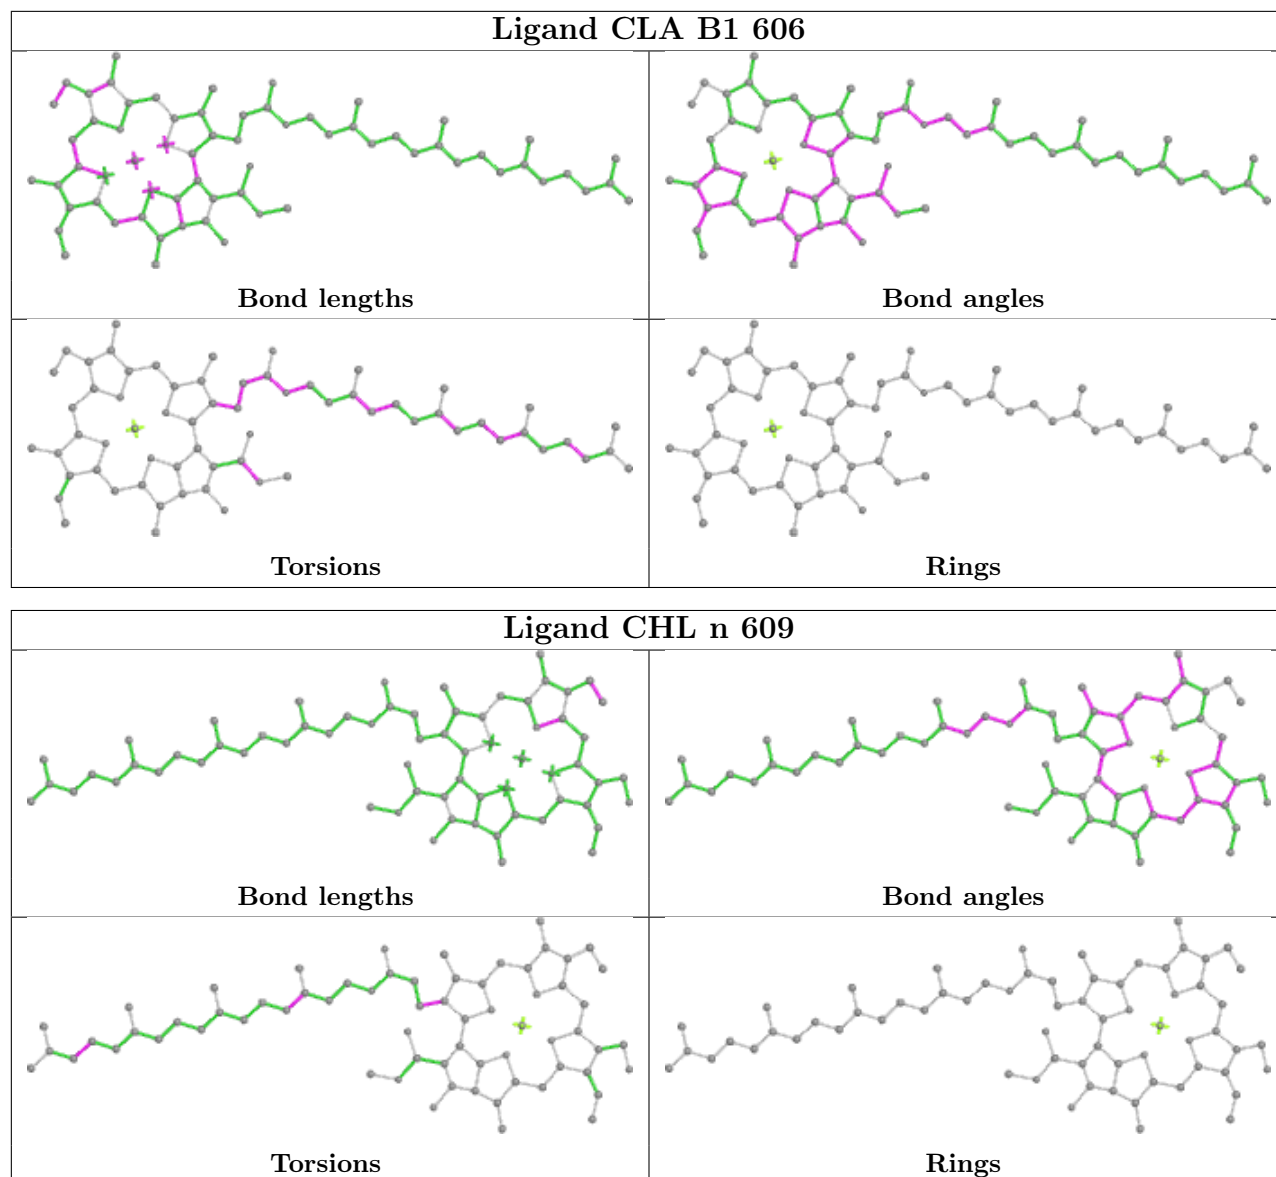 Ligand CLA B1 606
Bond lengths
Bond angles
Torsions
Rings
Ligand CHL n 609
Bond lengths
Bond angles
Torsions
Rings